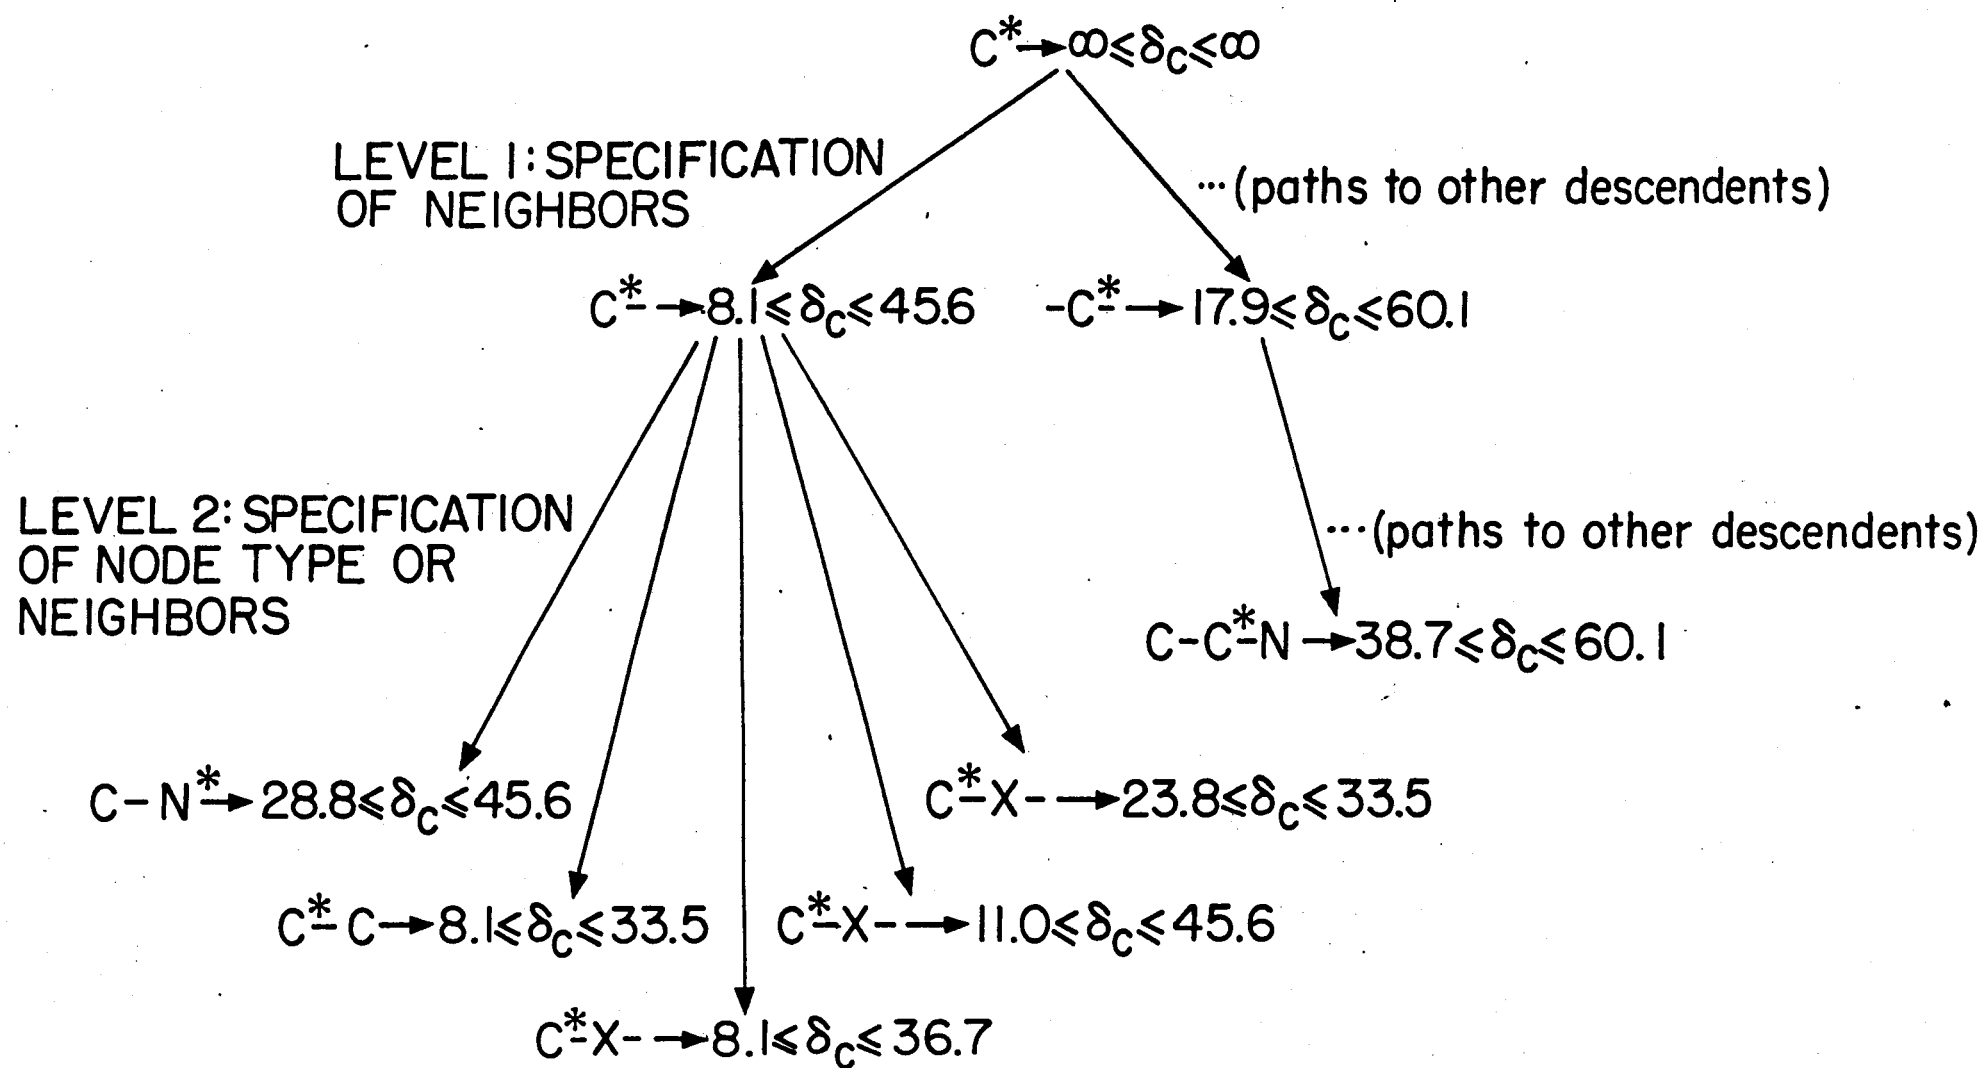 C*→∞≤δC≤∞
LEVEL 1: SPECIFICATION
OF NEIGHBORS
···(paths to other descendents)
C*-→8.1≤δC≤45.6
-C*-→17.9≤δC≤60.1
LEVEL 2: SPECIFICATION
OF NODE TYPE OR
NEIGHBORS
···(paths to other descendents)
C-C*-N→38.7≤δC≤60.1
C-N*→28.8≤δC≤45.6
C*-X-→23.8≤δC≤33.5
C*-C→8.1≤δC≤33.5
C*-X-→11.0≤δC≤45.6
C*-X-→8.1≤δC≤36.7